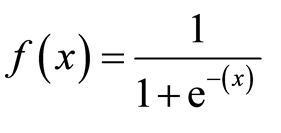 f(x) = 1 / (1 + e^{-(x)})